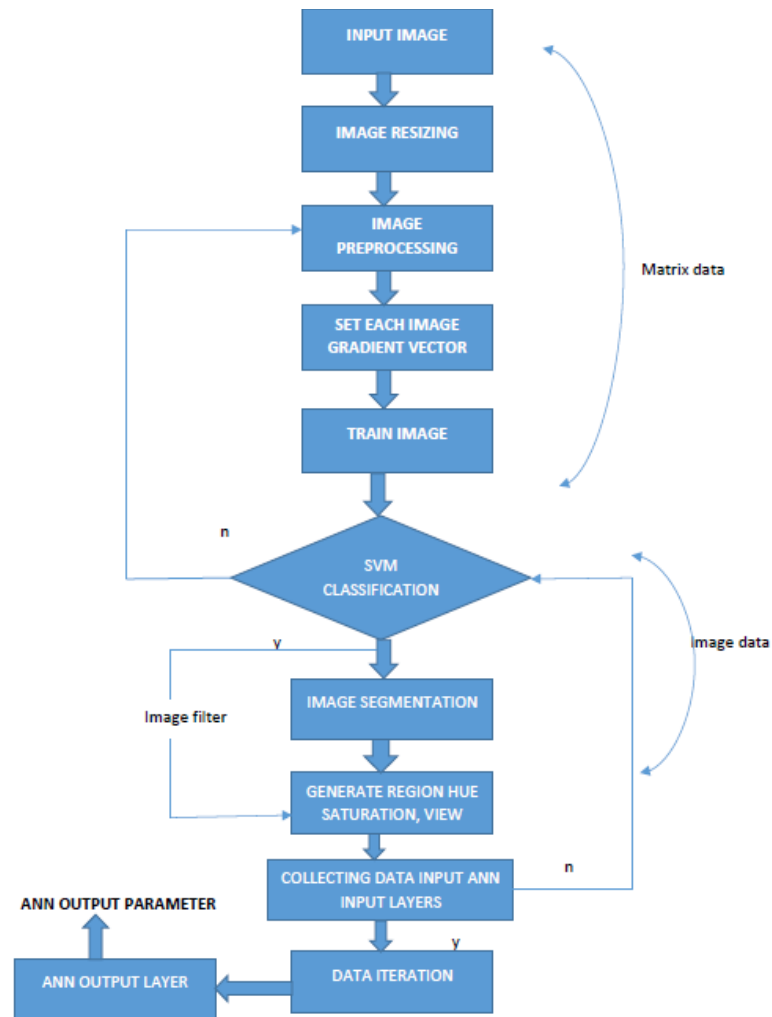 INPUT IMAGE
IMAGE RESIZING
IMAGE
PREPROCESSING
Matrix data
SET EACH IMAGE
GRADIENT VECTOR
TRAIN IMAGE
n
SVM
CLASSIFICATION
y
Image data
IMAGE SEGMENTATION
Image filter
GENERATE REGION HUE
SATURATION, VIEW
COLLECTING DATA INPUT ANN
INPUT LAYERS
n
ANN OUTPUT PARAMETER
y
DATA ITERATION
ANN OUTPUT LAYER